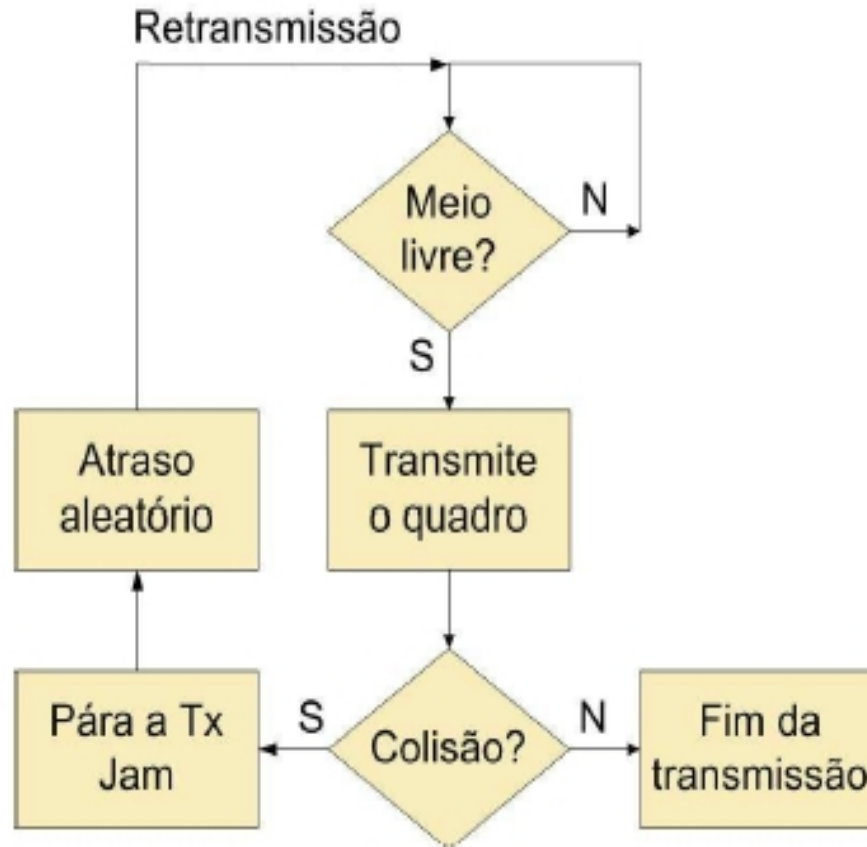 Retransmissão
Meio
livre?
N
S
Atraso
aleatório
Transmite
o quadro
Pára a Tx
Jam
S
Colisão?
N
Fim da
transmissão